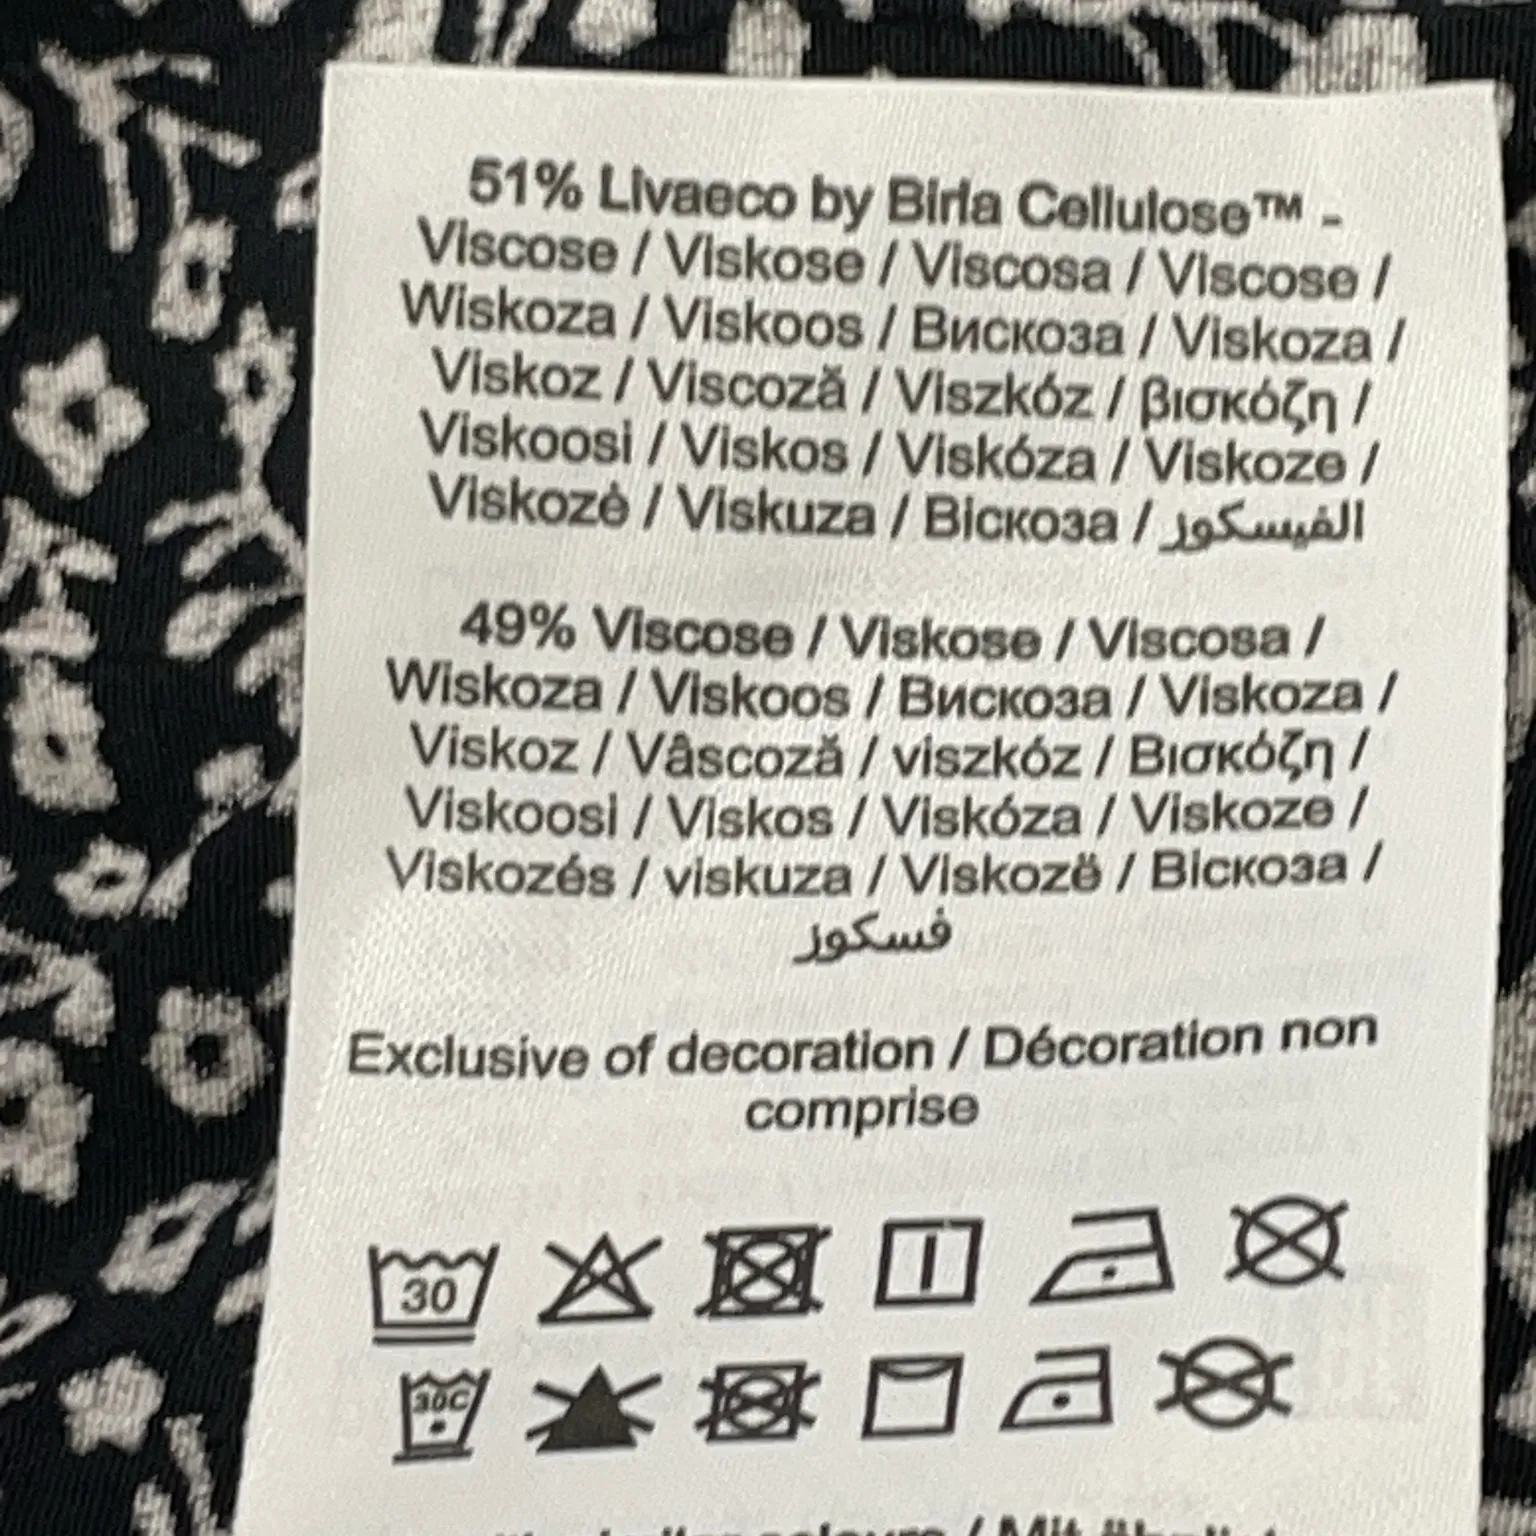 51% Livaeco by Birla Cellulose™ -
Viscose / Viskose / Viscosa / Viscose /
Wiskoza / Viskoos / Вискоза / Viskoza /
Viskoz / Viscoză / Viszkóz / βισκόζη /
Viskoosi / Viskos / Viskóza / Viskoze /
Viskozė / Viskuza / Віскоза / الفيسكوز
49% Viscose / Viskose / Viscosa /
Wiskoza / Viskoos / Вискоза / Viskoza /
Viskoz / Vâscoză / viszkóz / Βισκόζη /
Viskoosi / Viskos / Viskóza / Viskoze /
Viskozés / viskuza / Viskozë / Віскоза /
فسكوز
Exclusive of decoration / Décoration non
comprise
30
30C
colours / Mit